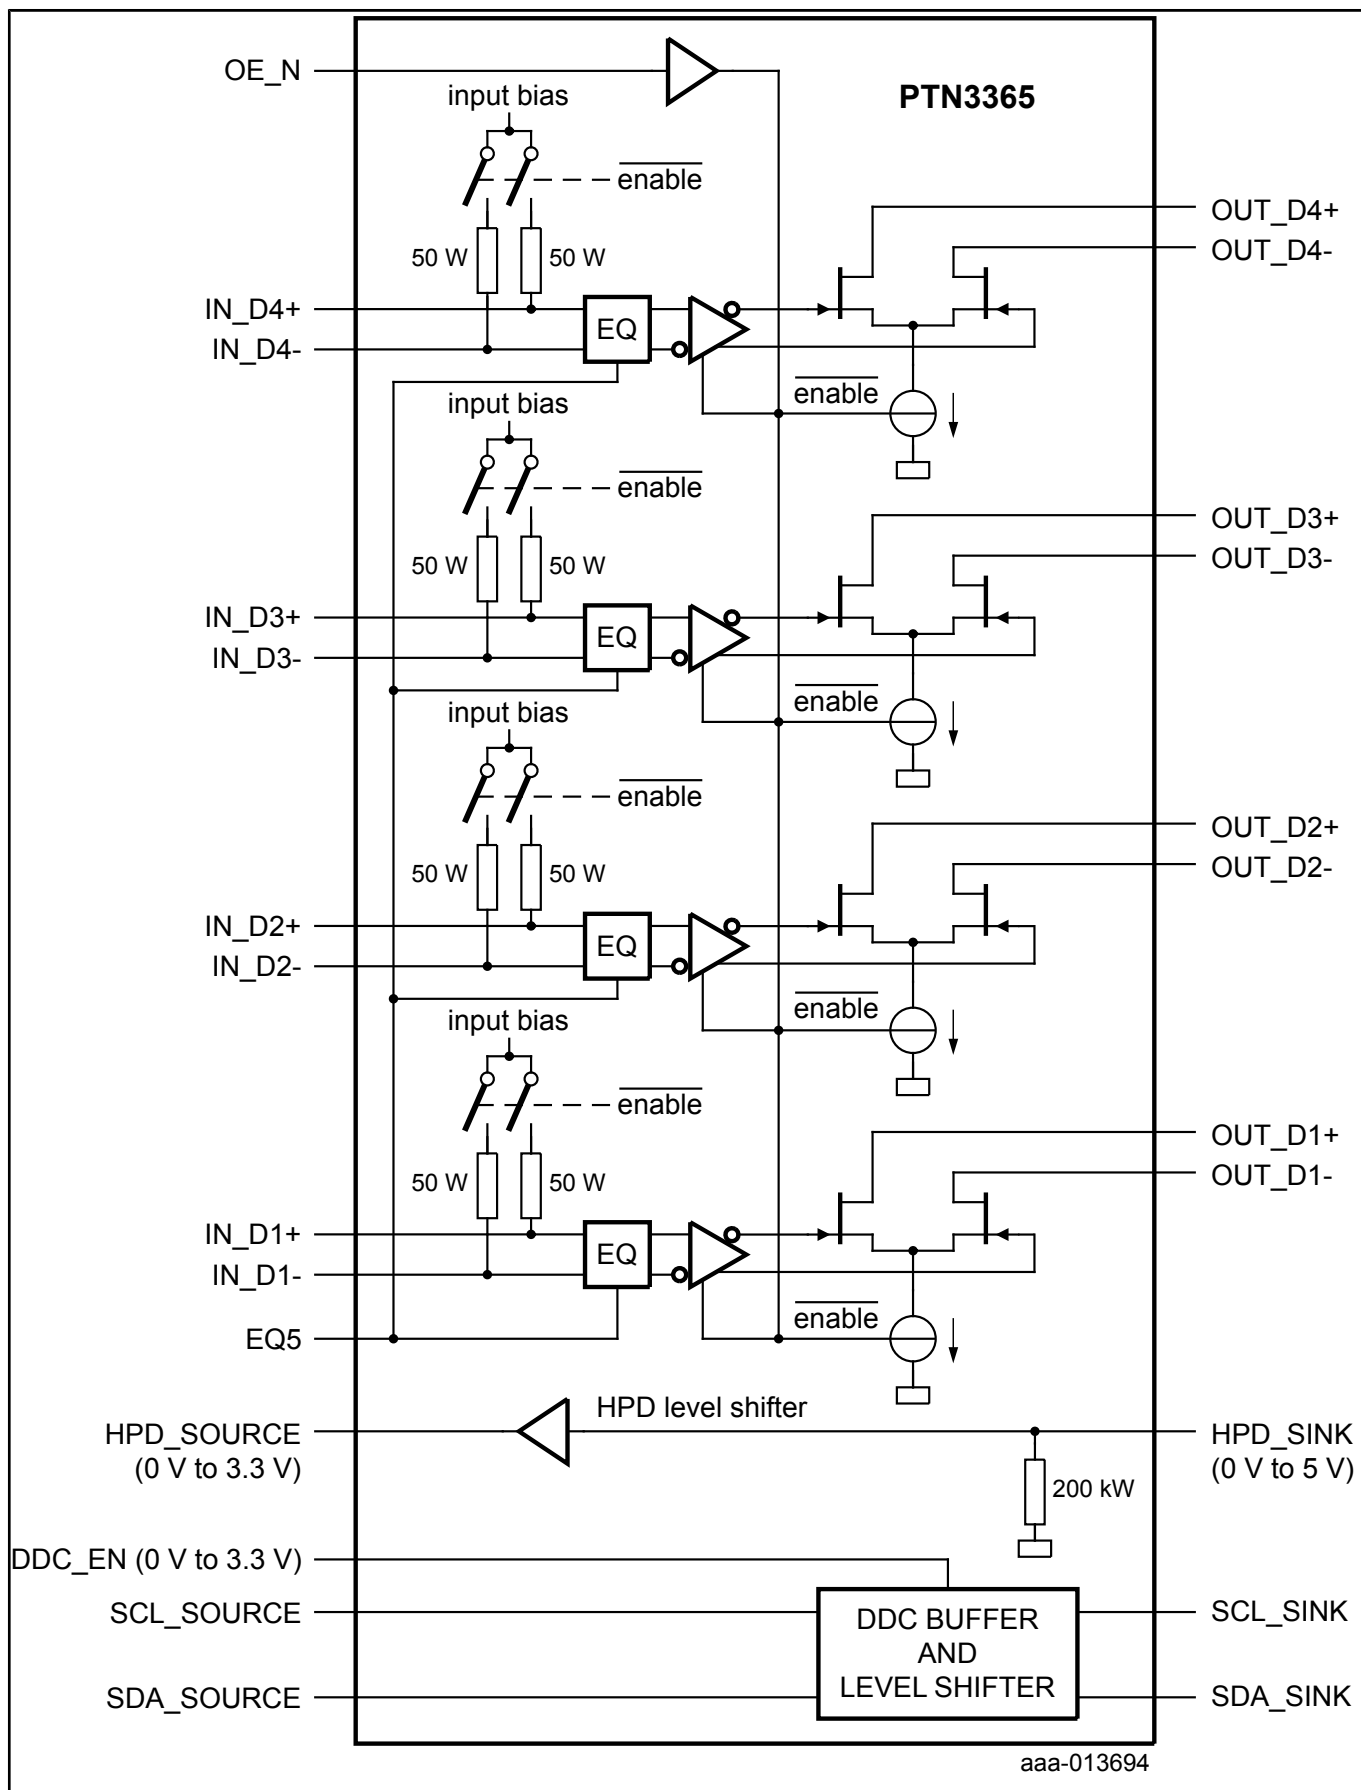 OE_N
input bias
PTN3365
enable
OUT_D4+
50 W
50 W
OUT_D4-
IN_D4+
EQ
IN_D4-
enable
input bias
enable
OUT_D3+
50 W
50 W
OUT_D3-
IN_D3+
EQ
IN_D3-
enable
input bias
enable
OUT_D2+
50 W
50 W
OUT_D2-
IN_D2+
EQ
IN_D2-
enable
input bias
enable
OUT_D1+
50 W
50 W
OUT_D1-
IN_D1+
EQ
IN_D1-
enable
EQ5
HPD level shifter
HPD_SOURCE
(0 V to 3.3 V)
HPD_SINK
(0 V to 5 V)
200 kW
DDC_EN (0 V to 3.3 V)
SCL_SOURCE
DDC BUFFER
AND
LEVEL SHIFTER
SCL_SINK
SDA_SOURCE
SDA_SINK
aaa-013694